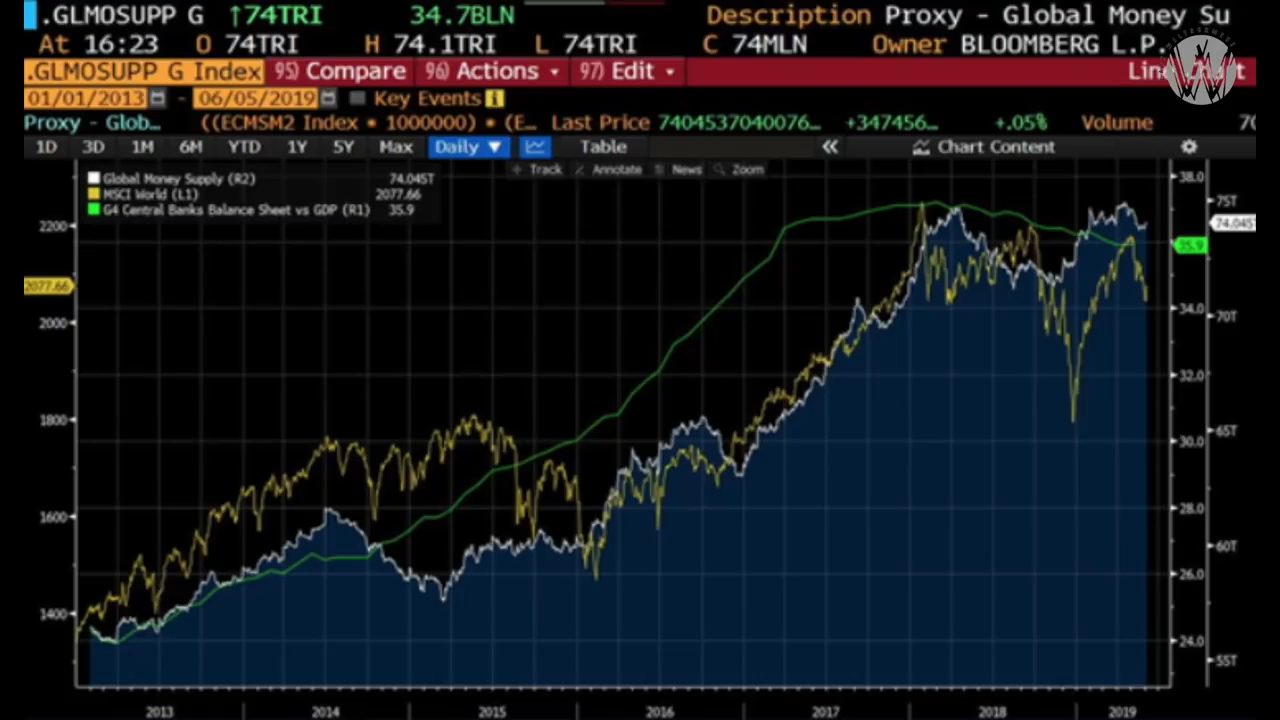 .GLMOSUPP G ↑74TRI 34.7BLN Description Proxy - Global Money Su
At 16:23 O 74TRI H 74.1TRI L 74TRI C 74MLN Owner BLOOMBERG L.P.
.GLMOSUPP G Index 95) Compare 96) Actions 97) Edit Line Chart
01/01/2013 - 06/05/2019 Key Events
Proxy - Glob... ((ECMSM2 Index * 1000000) * (E... Last Price 7404537040076... +347456... +.05% Volume 70
1D 3D 1M 6M YTD 1Y 5Y Max Daily ▼ Table « Chart Content
+ Track Annotate News Zoom
Global Money Supply (R2) 74.045T
MSCI World (L1) 2077.66
G4 Central Banks Balance Sheet vs GDP (R1) 35.9
38.0
75T
2200
74.045T
35.9
2077.66
34.0
70T
2000
32.0
1800
65T
30.0
1600
28.0
60T
26.0
1400
24.0
55T
2013 2014 2015 2016 2017 2018 2019